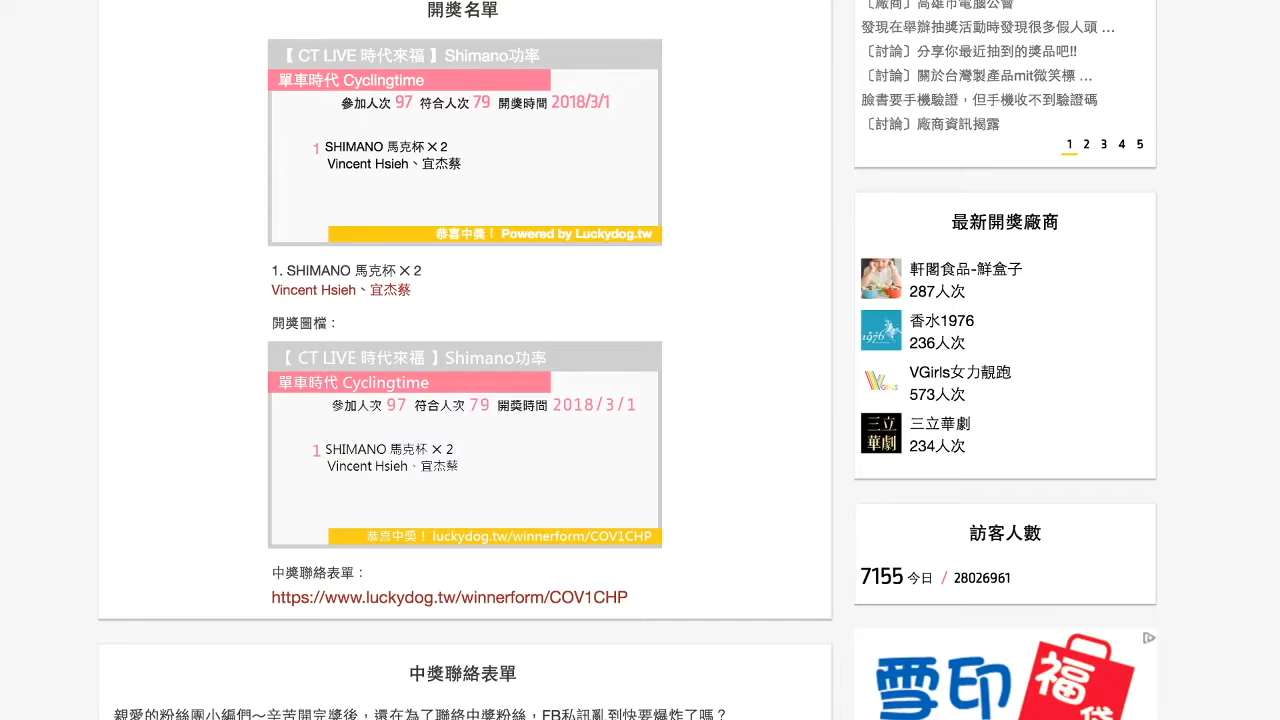 開獎名單
【 CT LIVE 時代來福 】Shimano功率
單車時代 Cyclingtime
參加人次 97 符合人次 79 開獎時間 2018/3/1
1 SHIMANO 馬克杯 × 2
Vincent Hsieh、宜杰蔡
恭喜中獎！ Powered by Luckydog.tw
1. SHIMANO 馬克杯 × 2
Vincent Hsieh、宜杰蔡
開獎圖檔：
【 CT LIVE 時代來福 】Shimano功率
單車時代 Cyclingtime
參加人次 97 符合人次 79 開獎時間 2018/3/1
1 SHIMANO 馬克杯 × 2
Vincent Hsieh、宜杰蔡
恭喜中獎！ luckydog.tw/winnerform/COV1CHP
中獎聯絡表單：
https://www.luckydog.tw/winnerform/COV1CHP
中獎聯絡表單
親愛的粉絲團小編們～辛苦開完獎後，還在為了聯絡中獎粉絲，FB私訊亂到快要爆炸了嗎？
〔廠商〕高雄市電腦公會
發現在舉辦抽獎活動時發現很多假人頭 ...
〔討論〕分享你最近抽到的獎品吧!!
〔討論〕關於台灣製產品mit微笑標 ...
臉書要手機驗證，但手機收不到驗證碼
〔討論〕廠商資訊揭露
1 2 3 4 5
最新開獎廠商
軒閣食品-鮮盒子
287人次
1976
香水1976
236人次
VGIRLS
VGirls女力靚跑
573人次
三立
華劇
三立華劇
234人次
訪客人數
7155 今日 / 28026961
雪印
福
袋